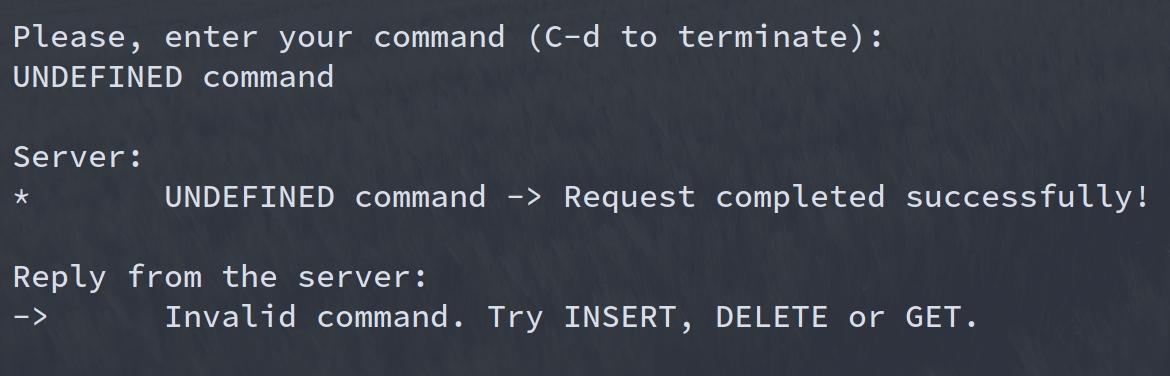 Please, enter your command (C-d to terminate):
UNDEFINED command
Server:
*       UNDEFINED command -> Request completed successfully!
Reply from the server:
->      Invalid command. Try INSERT, DELETE or GET.